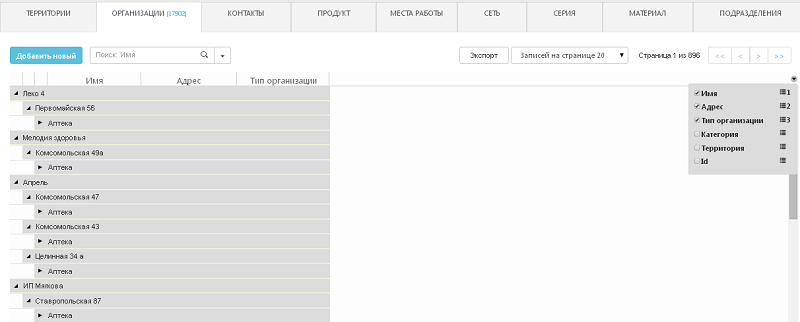 ТЕРРИТОРИИ ОРГАНИЗАЦИИ [17902] КОНТАКТЫ ПРОДУКТ МЕСТА РАБОТЫ СЕТЬ СЕРИЯ МАТЕРИАЛ ПОДРАЗДЕЛЕНИЯ
Добавить новый Поиск: Имя Экспорт Записей на странице 20 Страница 1 из 896 << < > >>
Имя Адрес Тип организации
Леко 4
Первомайская 56
Аптека
Мелодия здоровья
Комсомольская 49а
Аптека
Апрель
Комсомольская 47
Аптека
Комсомольская 43
Аптека
Целинная 34 а
Аптека
ИП Мягкова
Ставропольская 87
Аптека
Имя 1
Адрес 2
Тип организации 3
Категория
Территория
Id